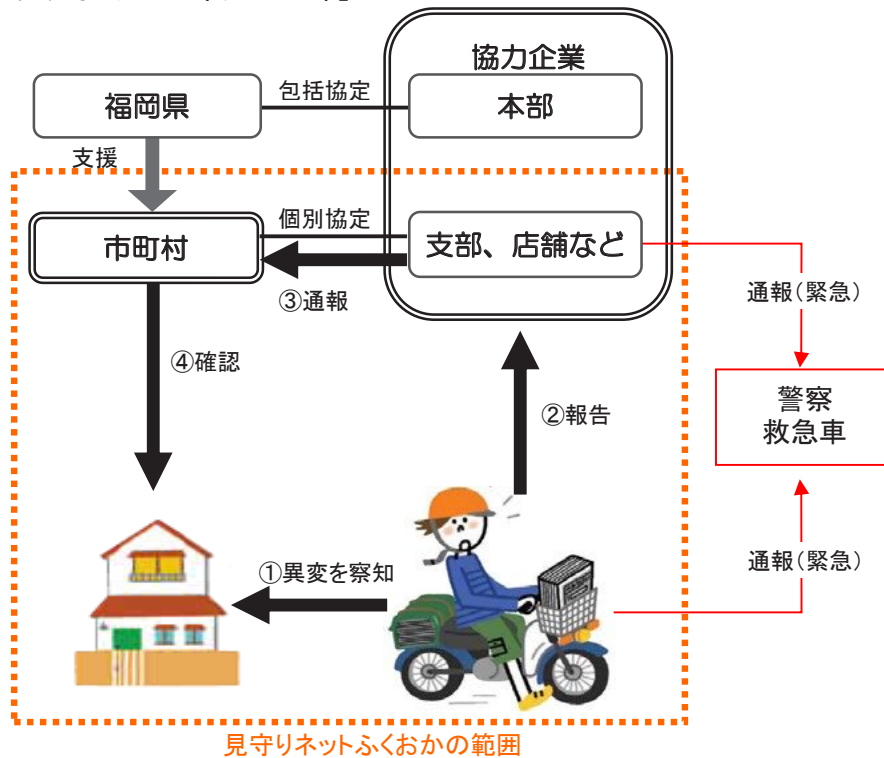 協力企業
福岡県
包括協定
本部
支援
市町村
個別協定
支部、店舗など
③通報
通報(緊急)
④確認
警察
救急車
②報告
①異変を察知
通報(緊急)
見守りネットふくおかの範囲